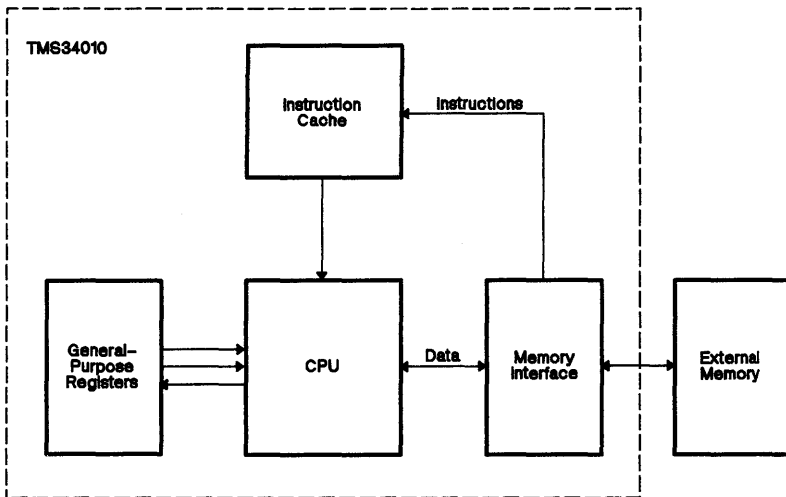 TMS34010
Instruction
Cache
Instructions
General-
Purpose
Registers
CPU
Data
Memory
Interface
External
Memory